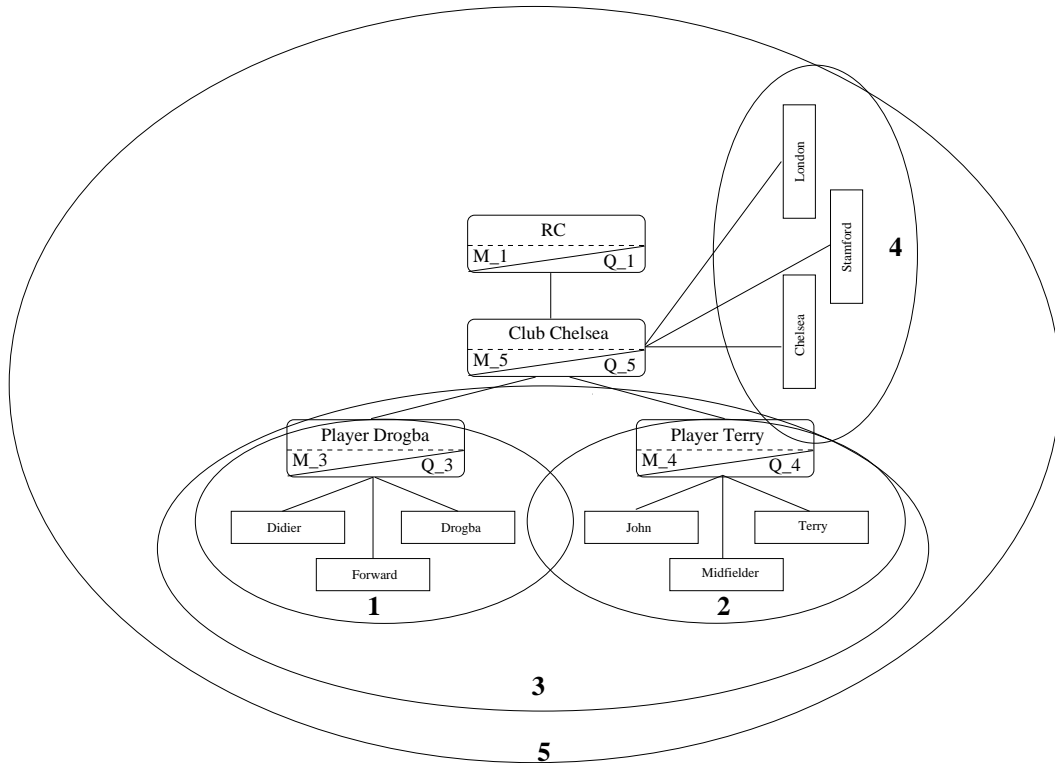 London
Stamford
4
Chelsea
RC
M_1
Q_1
Club Chelsea
M_5
Q_5
Player Drogba
M_3
Q_3
Player Terry
M_4
Q_4
Didier
Drogba
Forward
John
Terry
Midfielder
1
2
3
5